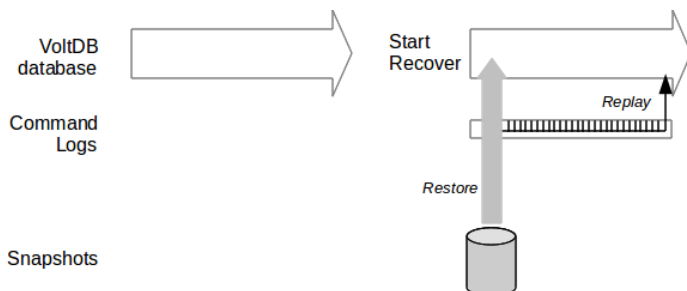 VoltDB
database
Start
Recover
Replay
Command
Logs
Restore
Snapshots